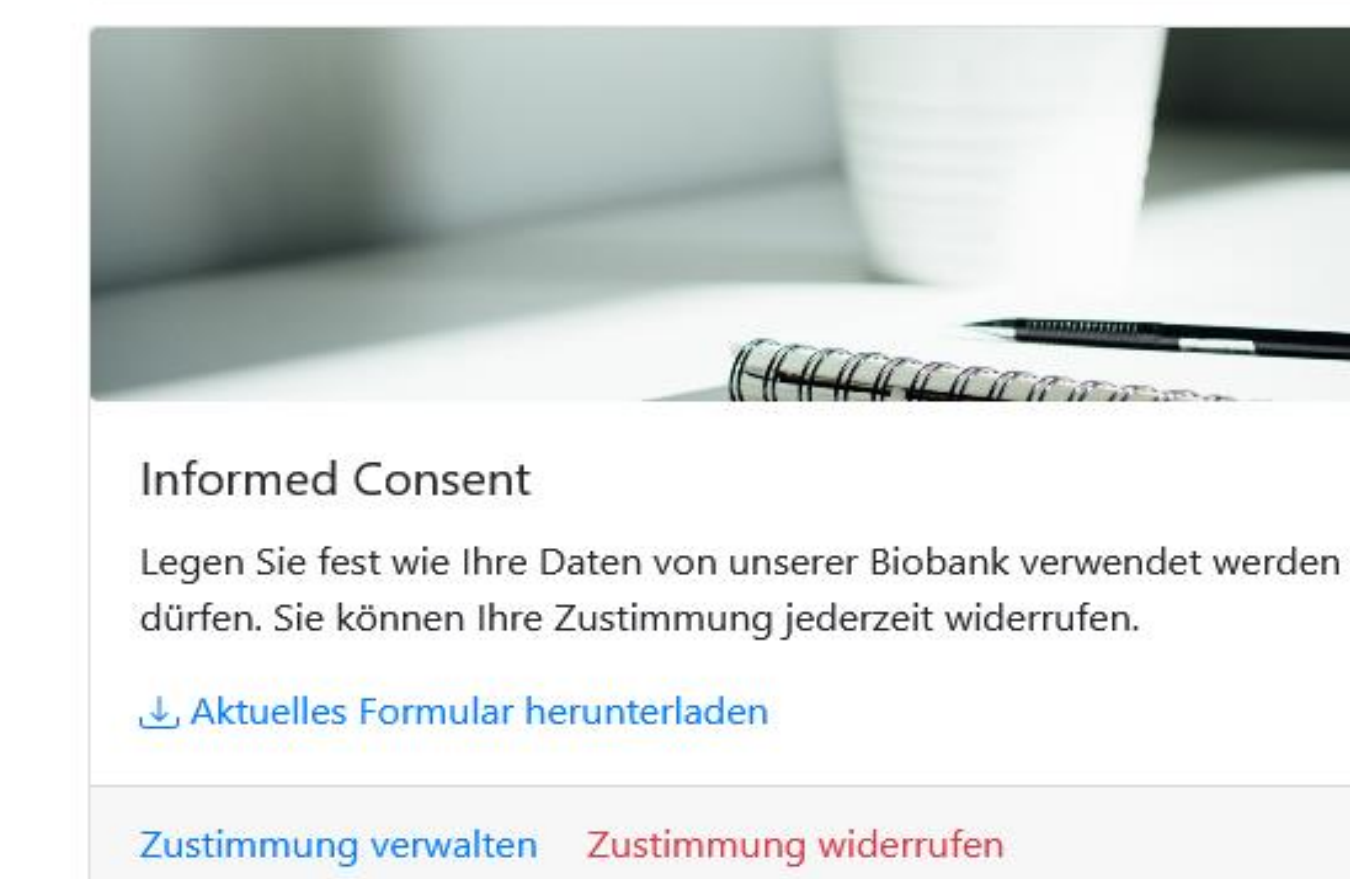 Informed Consent
Legen Sie fest wie Ihre Daten von unserer Biobank verwendet werden
dürfen. Sie können Ihre Zustimmung jederzeit widerrufen.
Aktuelles Formular herunterladen
Zustimmung verwalten Zustimmung widerrufen